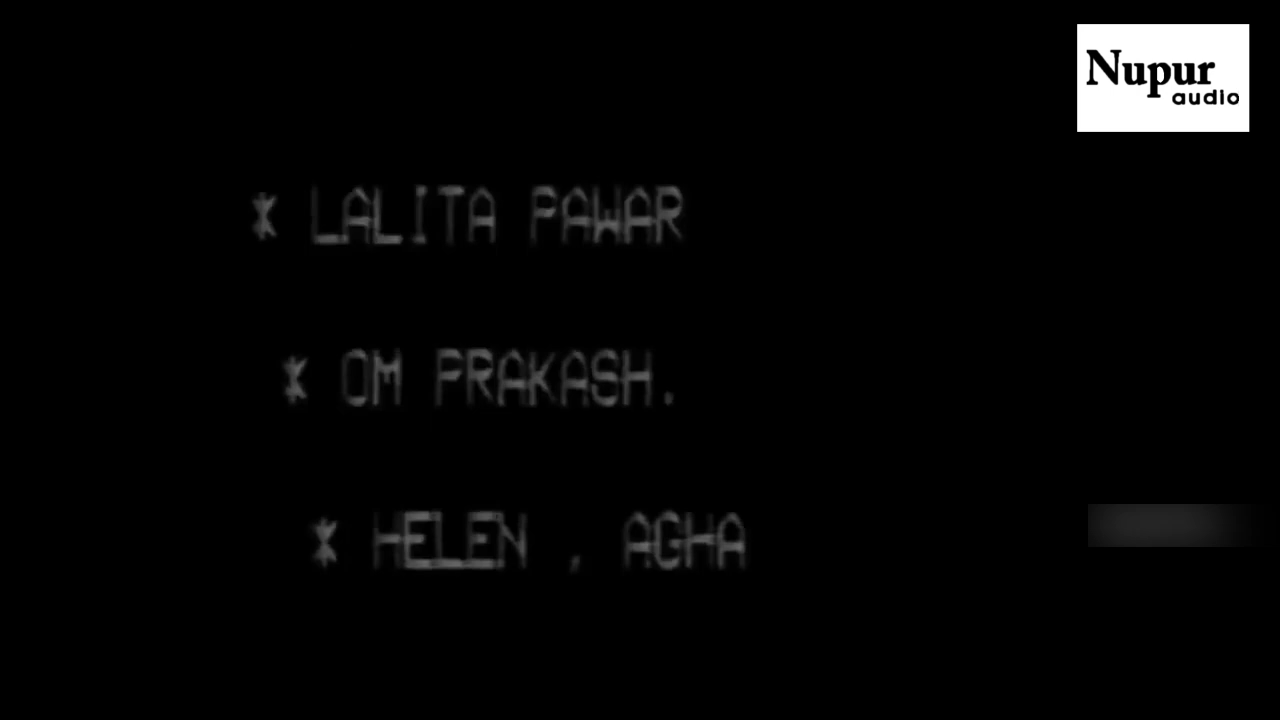 Nupur
audio
* LALITA PAWAR
* OM PRAKASH.
* HELEN , AGHA